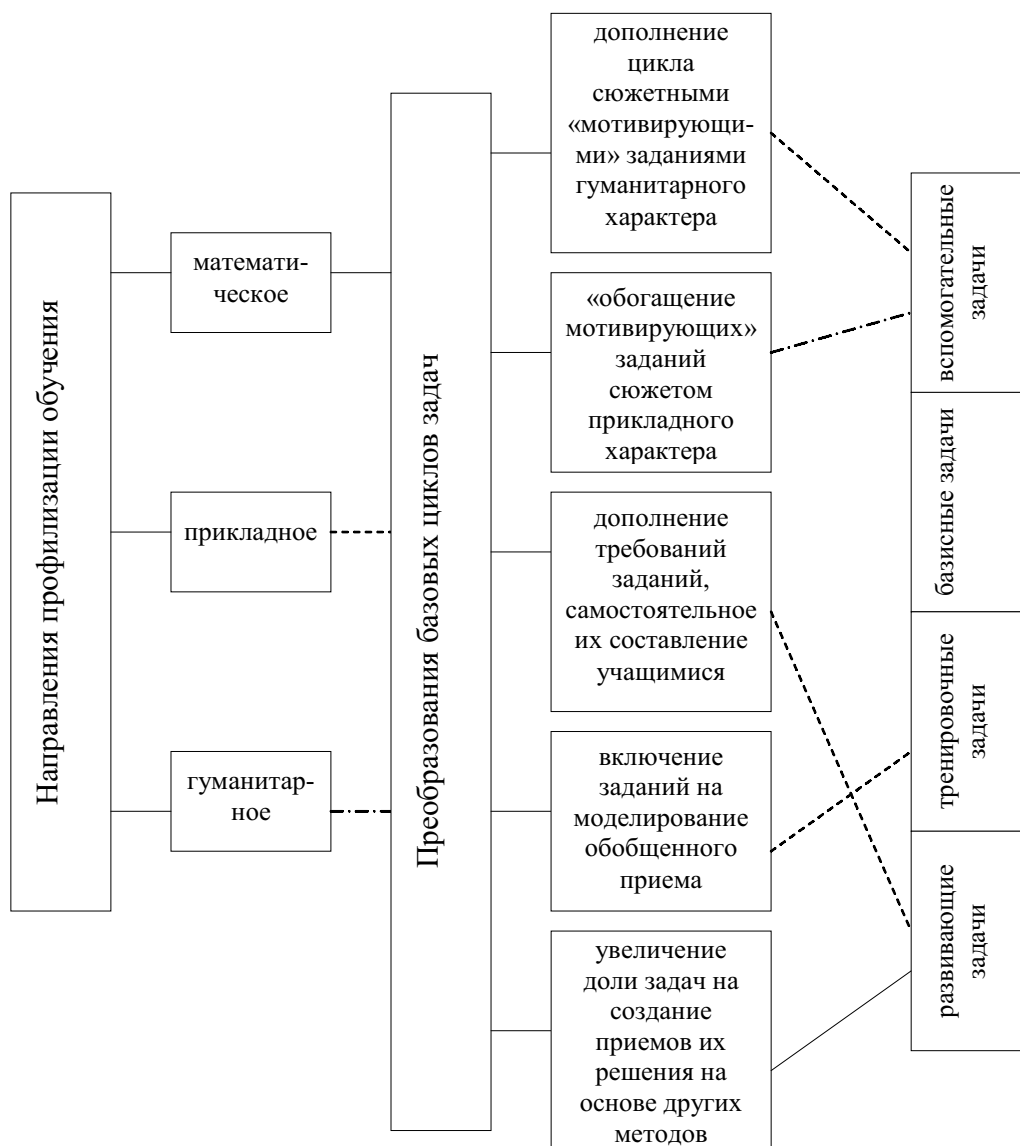 Направления профилизации обучения
математи-
ческое
прикладное
гуманитар-
ное
Преобразования базовых циклов задач
дополнение
цикла
сюжетными
«мотивирующи-
ми» заданиями
гуманитарного
характера
«обогащение
мотивирующих»
заданий
сюжетом
прикладного
характера
дополнение
требований
заданий,
самостоятельное
их составление
учащимися
включение
заданий на
моделирование
обобщенного
приема
увеличение
доли задач на
создание
приемов их
решения на
основе других
методов
вспомогательные
задачи
базисные задачи
тренировочные
задачи
развивающие
задачи